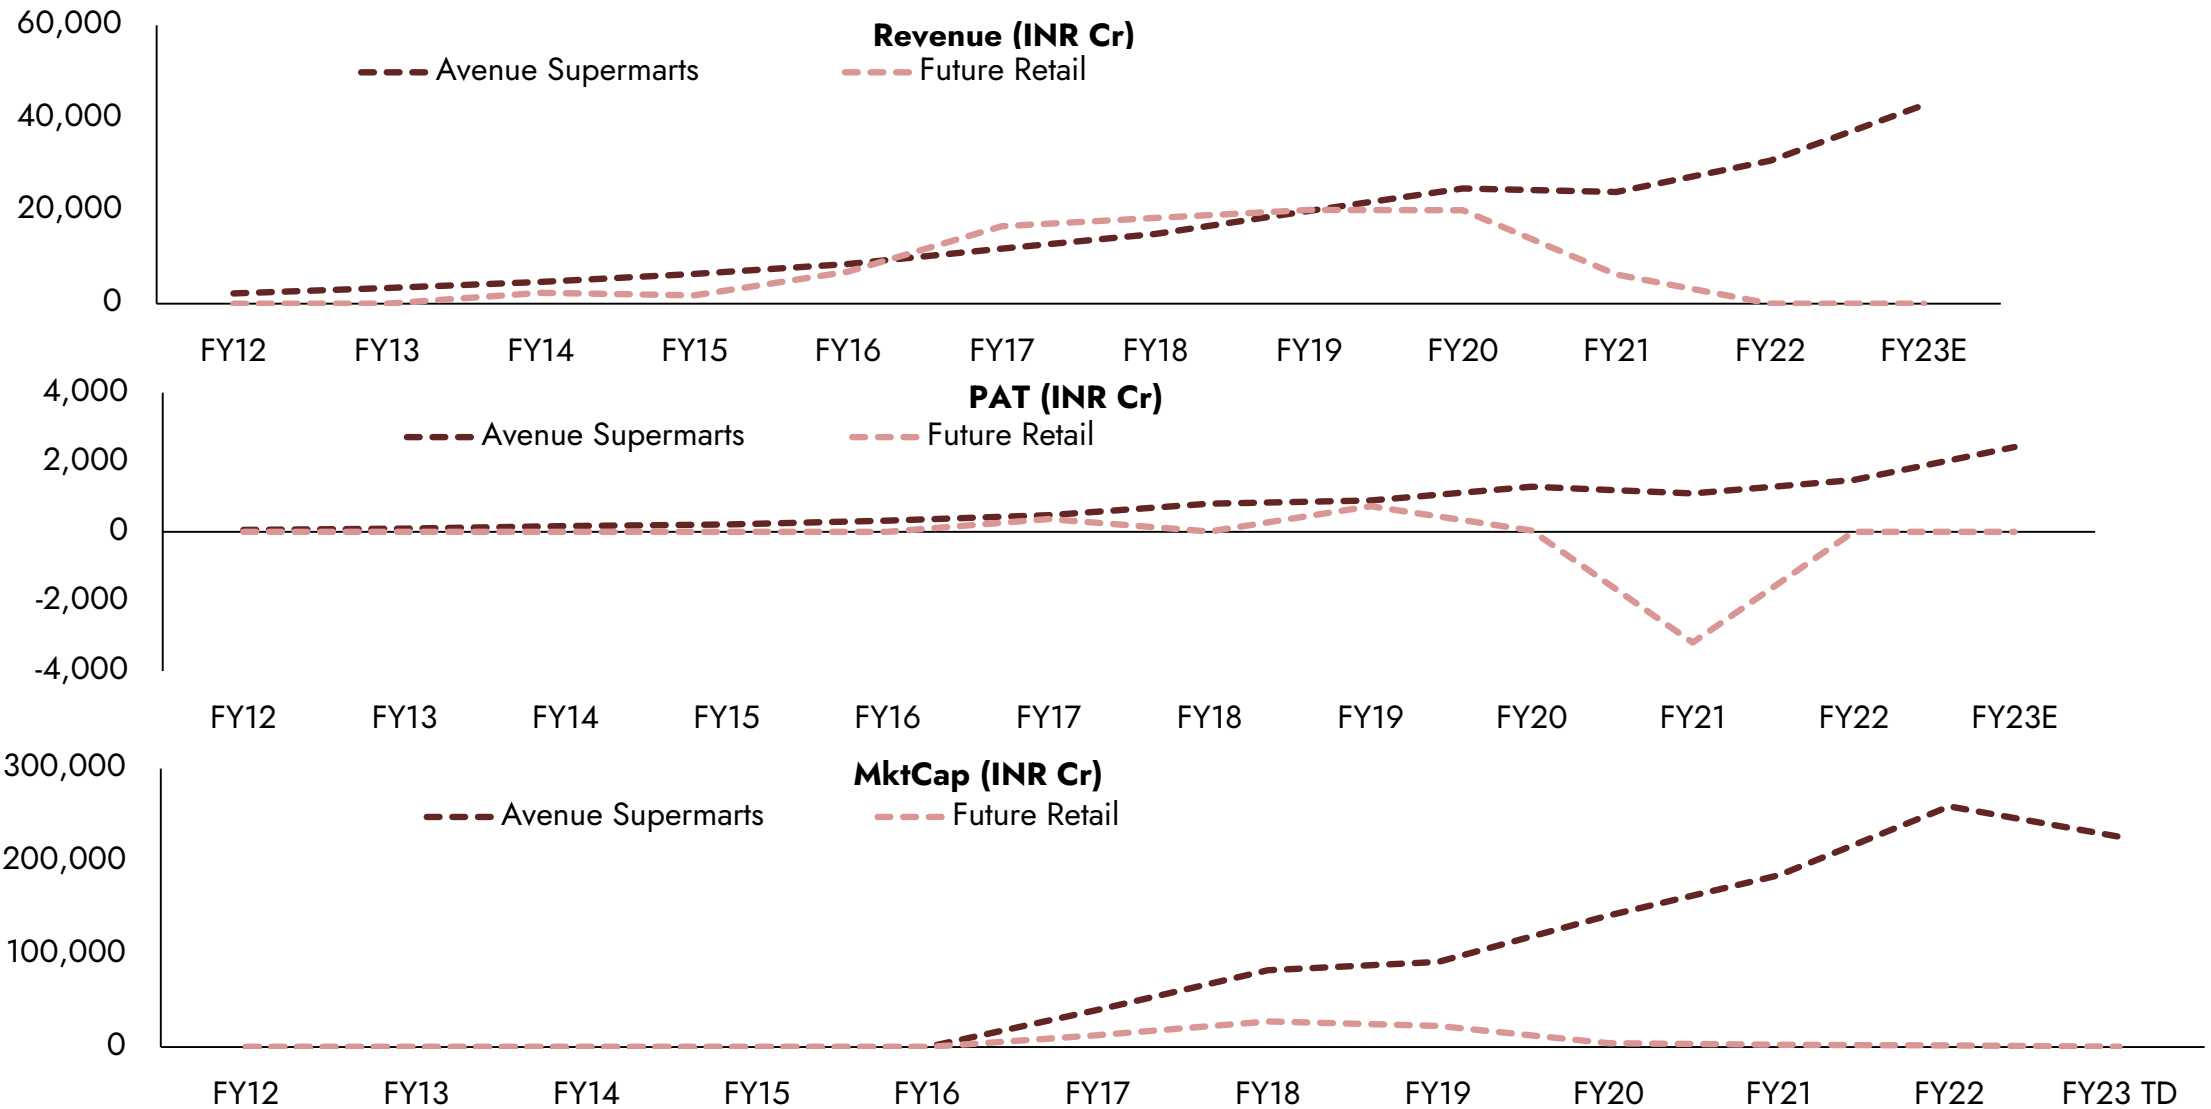 Revenue (INR Cr)
Avenue Supermarts Future Retail
60,000
40,000
20,000
0
FY12 FY13 FY14 FY15 FY16 FY17 FY18 FY19 FY20 FY21 FY22 FY23E
PAT (INR Cr)
Avenue Supermarts Future Retail
4,000
2,000
0
-2,000
-4,000
FY12 FY13 FY14 FY15 FY16 FY17 FY18 FY19 FY20 FY21 FY22 FY23E
MktCap (INR Cr)
Avenue Supermarts Future Retail
300,000
200,000
100,000
0
FY12 FY13 FY14 FY15 FY16 FY17 FY18 FY19 FY20 FY21 FY22 FY23 TD